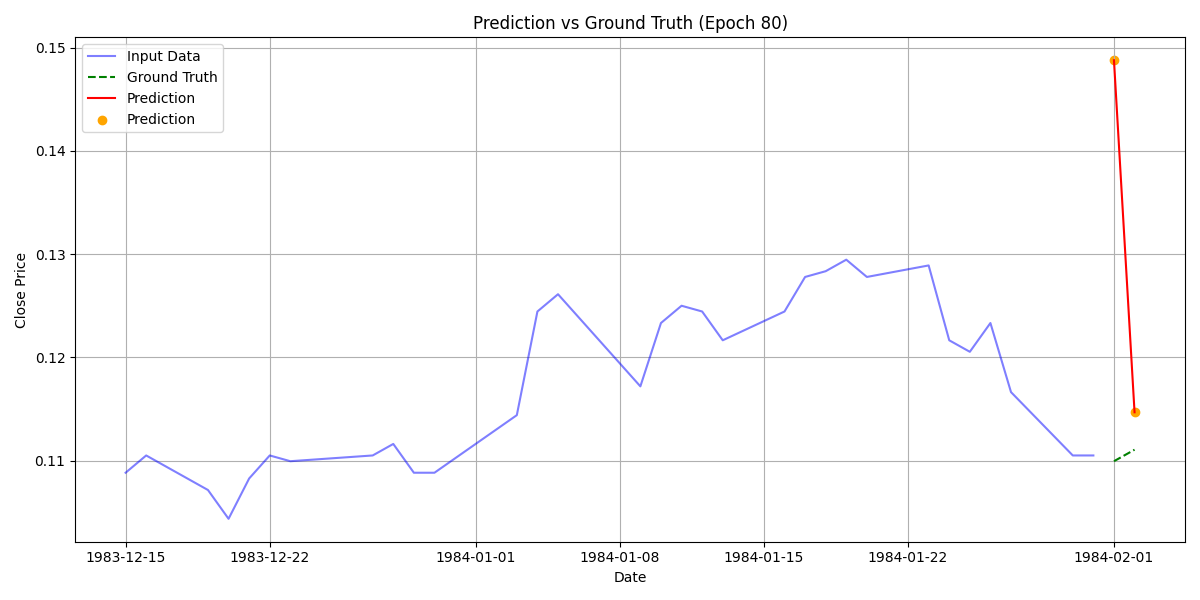 Prediction vs Ground Truth (Epoch 80)
Input Data
Ground Truth
Prediction
Prediction
0.15
0.14
0.13
0.12
0.11
Close Price
1983-12-15
1983-12-22
1984-01-01
1984-01-08
1984-01-15
1984-01-22
1984-02-01
Date